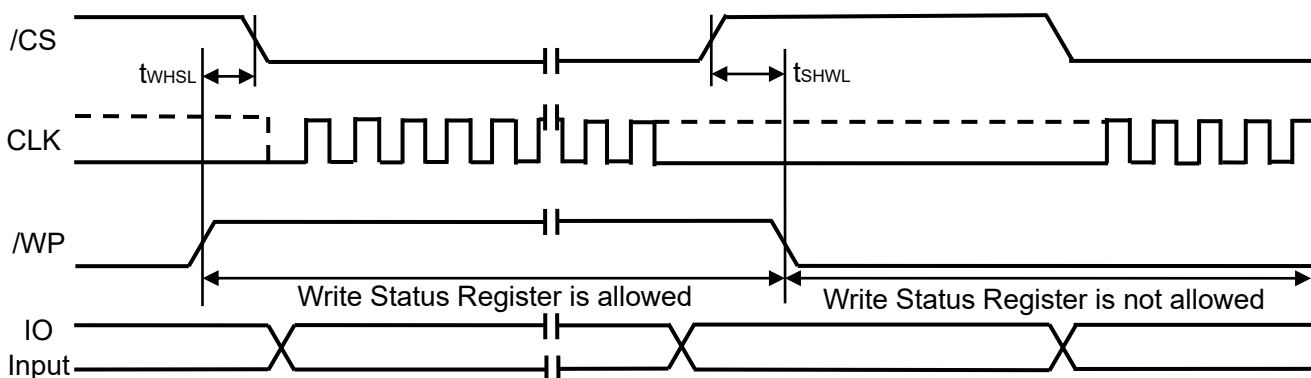 /CS
tWHSL
tSHWL
CLK
/WP
Write Status Register is allowed
Write Status Register is not allowed
IO
Input